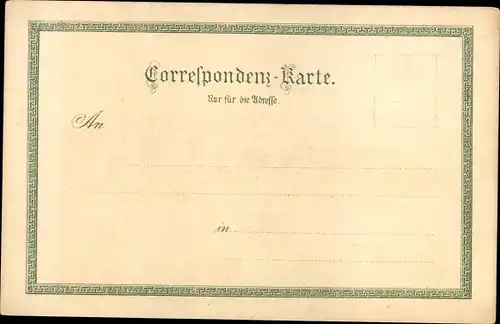 Correspondenz-Karte.
Nur für die Adresse.
An
in